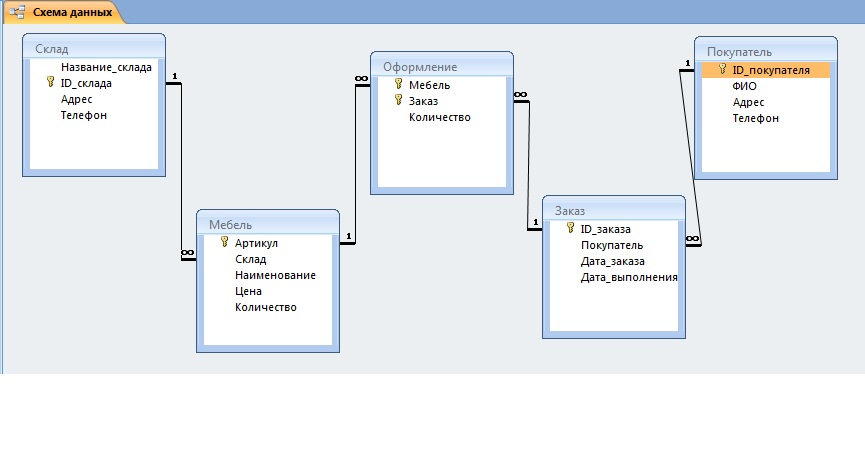 Схема данных
Склад
Название_склада
1
ID_склада
Адрес
Телефон
Оформление
Мебель
Заказ
Количество
∞
∞
Покупатель
1
ID_покупателя
ФИО
Адрес
Телефон
Мебель
Артикул
1
Склад
∞
Наименование
Цена
Количество
Заказ
1
ID_заказа
Покупатель
∞
Дата_заказа
Дата_выполнения